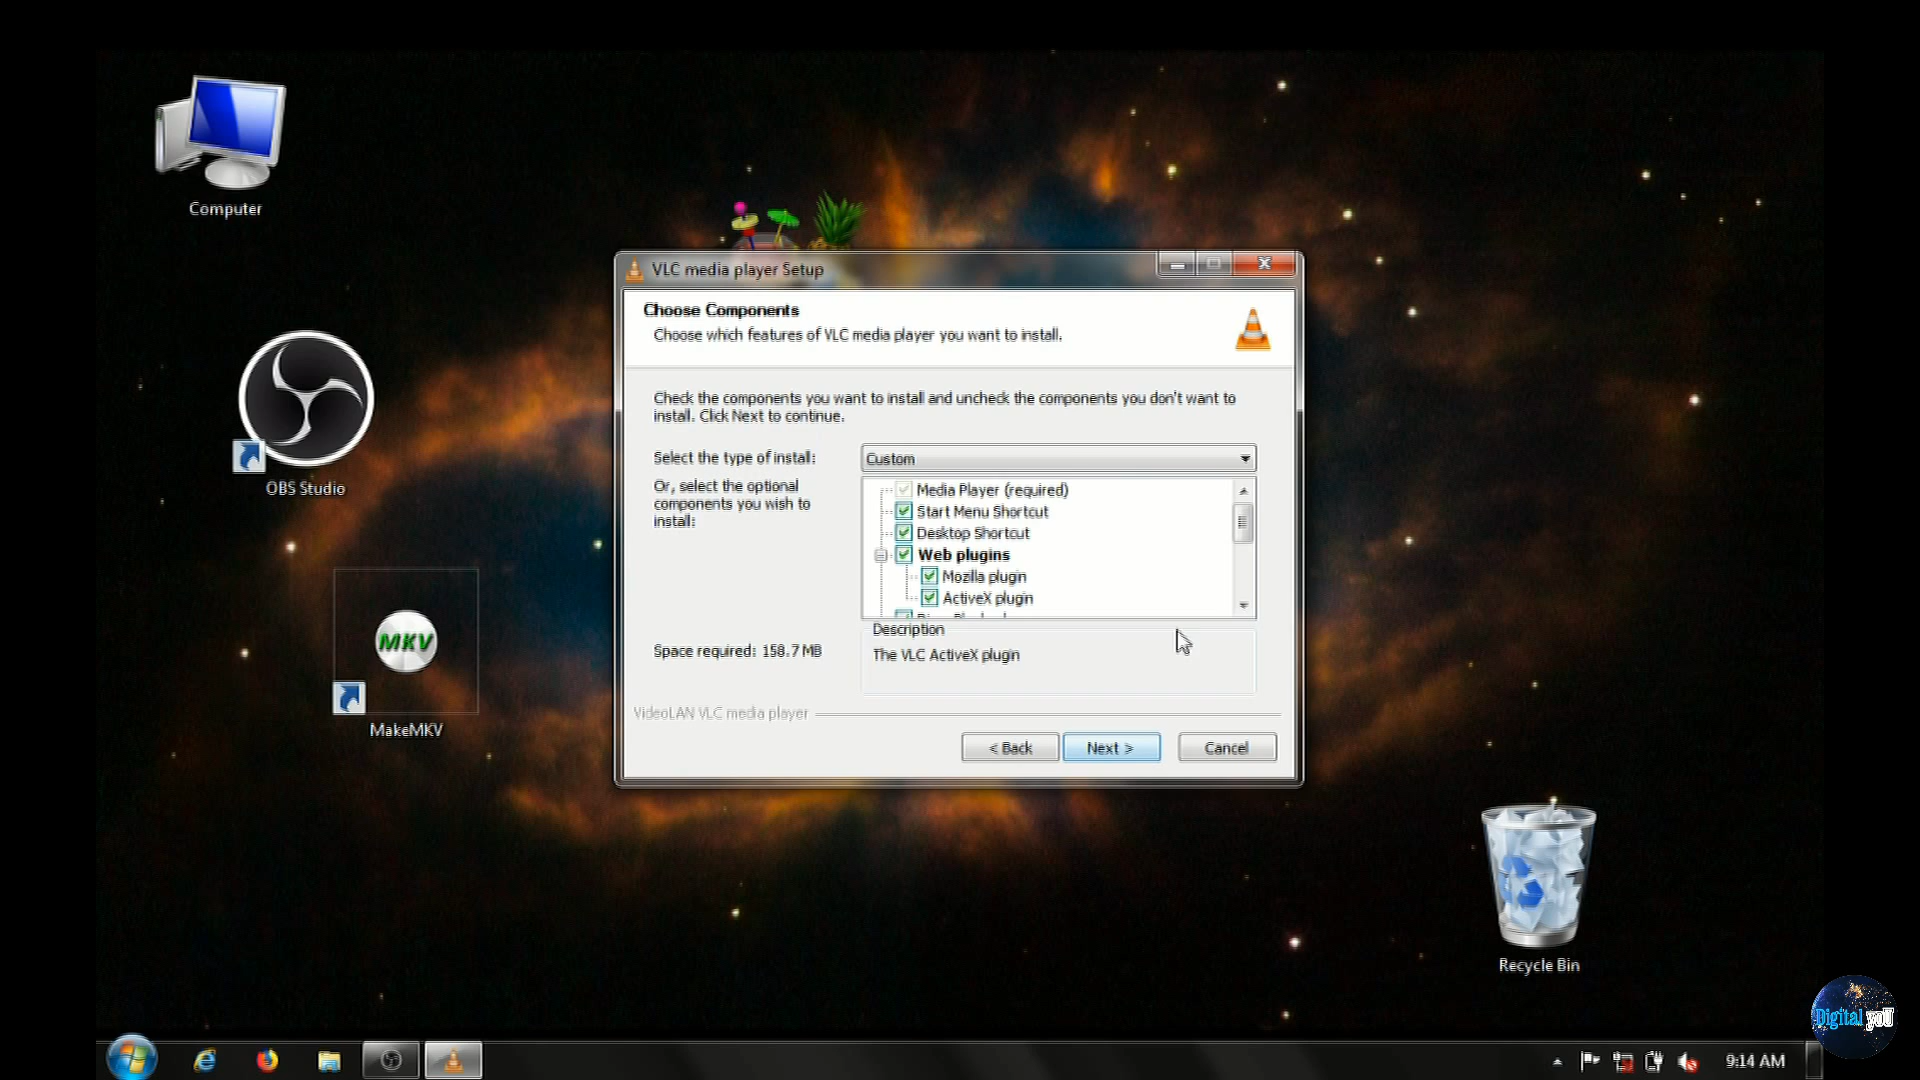 Computer
OBS Studio
MKV
MakeMKV
VLC media player Setup
Choose Components
Choose which features of VLC media player you want to install.
Check the components you want to install and uncheck the components you don't want to
install. Click Next to continue.
Select the type of install:
Custom
Or, select the optional
components you wish to
install:
Media Player (required)
Start Menu Shortcut
Desktop Shortcut
Web plugins
Mozilla plugin
ActiveX plugin
Space required: 158.7 MB
Description
The VLC ActiveX plugin
VideoLAN VLC media player
< Back
Next >
Cancel
Recycle Bin
Digital yoU
9:14 AM